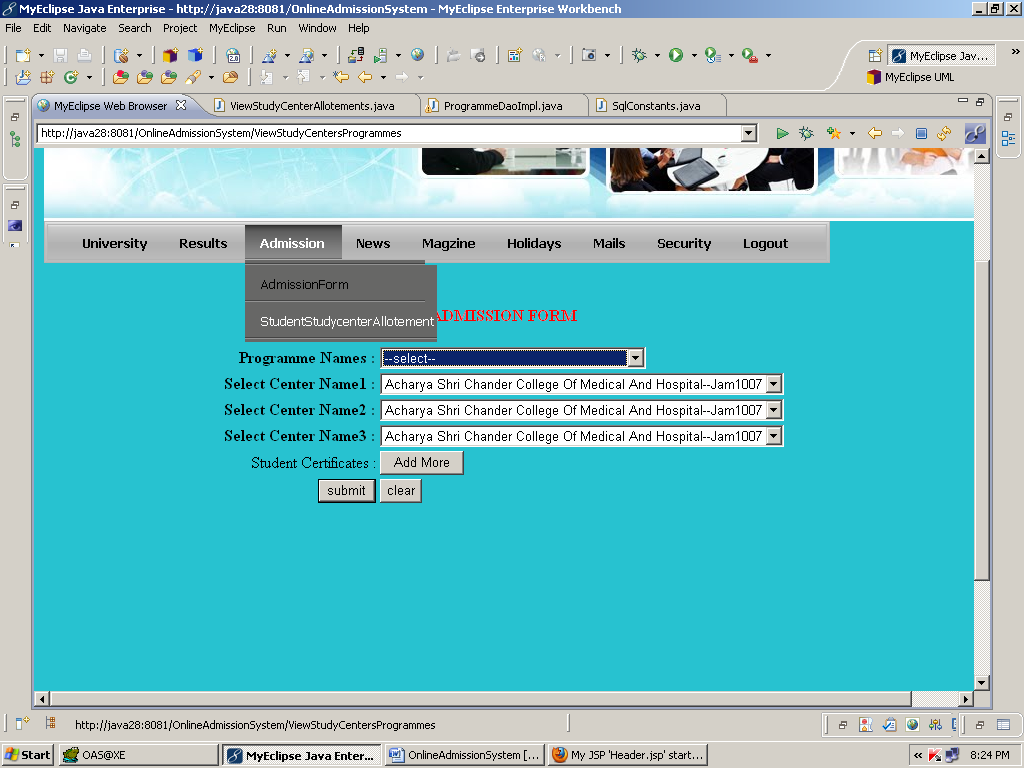 MyEclipse Java Enterprise - http://java28:8081/OnlineAdmissionSystem - MyEclipse Enterprise Workbench
File Edit Navigate Search Project MyEclipse Run Window Help
MyEclipse Jav...
MyEclipse UML
MyEclipse Web Browser ViewStudyCenterAllotements.java ProgrammeDaoImpl.java SqlConstants.java
http://java28:8081/OnlineAdmissionSystem/ViewStudyCentersProgrammes
University Results Admission News Magzine Holidays Mails Security Logout
AdmissionForm
StudentStudycenterAllotement
ADMISSION FORM
Programme Names : --select--
Select Center Name1 : Acharya Shri Chander College Of Medical And Hospital--Jam1007
Select Center Name2 : Acharya Shri Chander College Of Medical And Hospital--Jam1007
Select Center Name3 : Acharya Shri Chander College Of Medical And Hospital--Jam1007
Student Certificates : Add More
submit clear
http://java28:8081/OnlineAdmissionSystem/ViewStudyCentersProgrammes
Start OAS@XE MyEclipse Java Enter... OnlineAdmissionSystem [... My JSP 'Header.jsp' start... « 8:24 PM